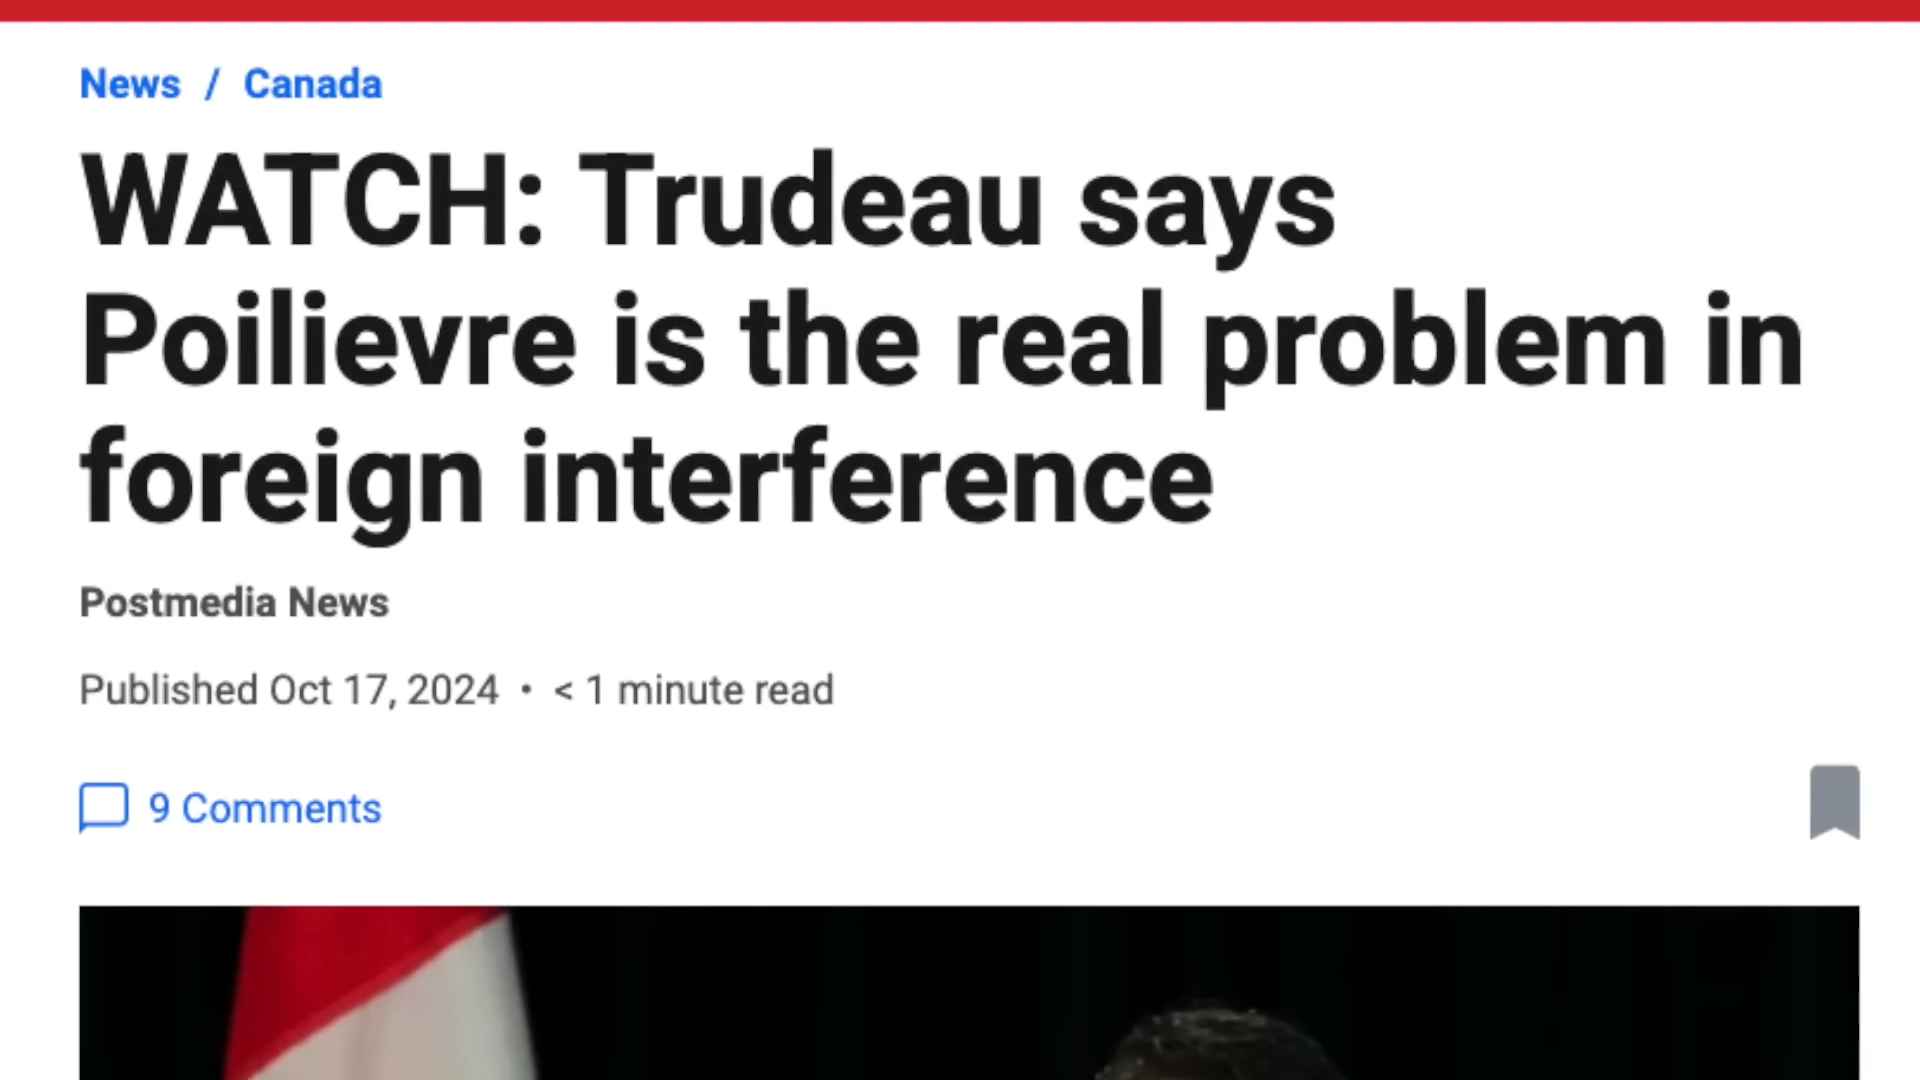 News / Canada
WATCH: Trudeau says
Poilievre is the real problem in
foreign interference
Postmedia News
Published Oct 17, 2024 • < 1 minute read
9 Comments